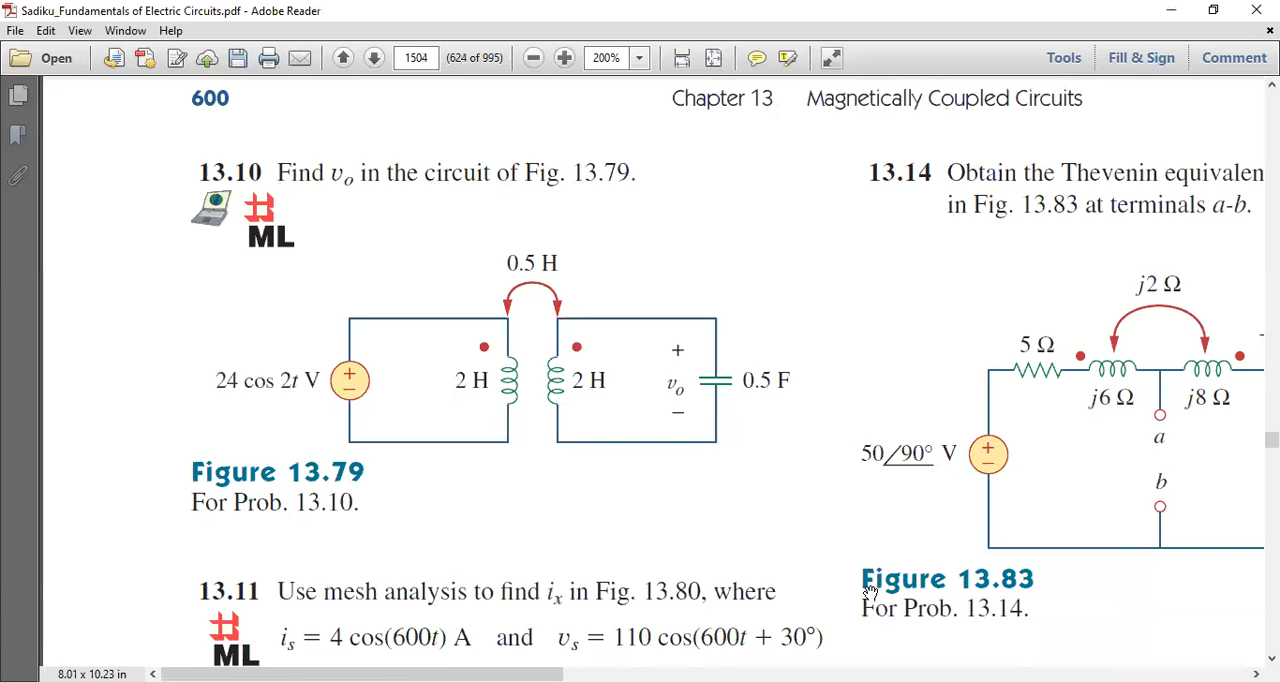 Sadiku_Fundamentals of Electric Circuits.pdf - Adobe Reader
File Edit View Window Help
Open 1504 (624 of 995) 200% Tools Fill & Sign Comment
600 Chapter 13 Magnetically Coupled Circuits
13.10 Find vₒ in the circuit of Fig. 13.79.
ML
0.5 H
24 cos 2t V + − 2 H 2 H + vₒ − 0.5 F
Figure 13.79
For Prob. 13.10.
13.11 Use mesh analysis to find iₓ in Fig. 13.80, where
ML
iₛ = 4 cos(600t) A and vₛ = 110 cos(600t + 30°)
13.14 Obtain the Thevenin equivalen
in Fig. 13.83 at terminals a-b.
j2 Ω
5 Ω
j6 Ω j8 Ω
a
50/90° V + −
b
Figure 13.83
For Prob. 13.14.
8.01 x 10.23 in